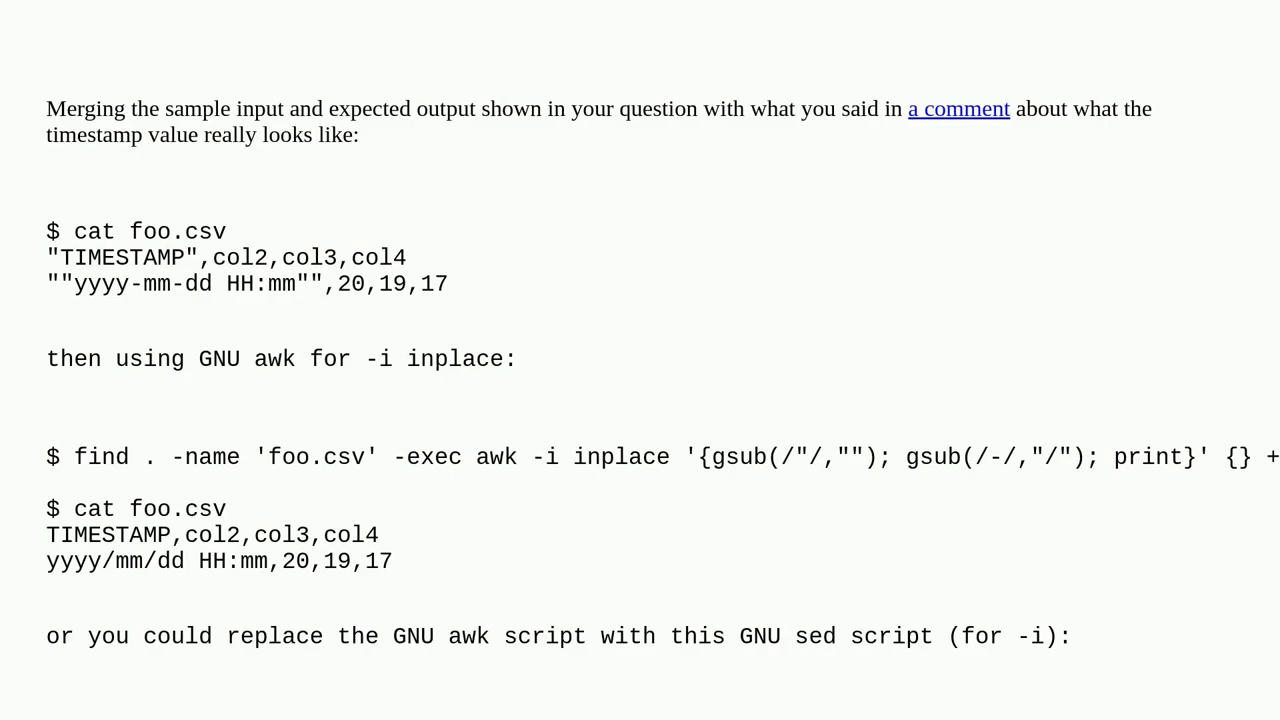 Merging the sample input and expected output shown in your question with what you said in a comment about what the
timestamp value really looks like:
$ cat foo.csv
"TIMESTAMP",col2,col3,col4
""yyyy-mm-dd HH:mm"",20,19,17
then using GNU awk for -i inplace:
$ find . -name 'foo.csv' -exec awk -i inplace '{gsub(/"/,""); gsub(/-/,"/"); print}' {} +
$ cat foo.csv
TIMESTAMP,col2,col3,col4
yyyy/mm/dd HH:mm,20,19,17
or you could replace the GNU awk script with this GNU sed script (for -i):